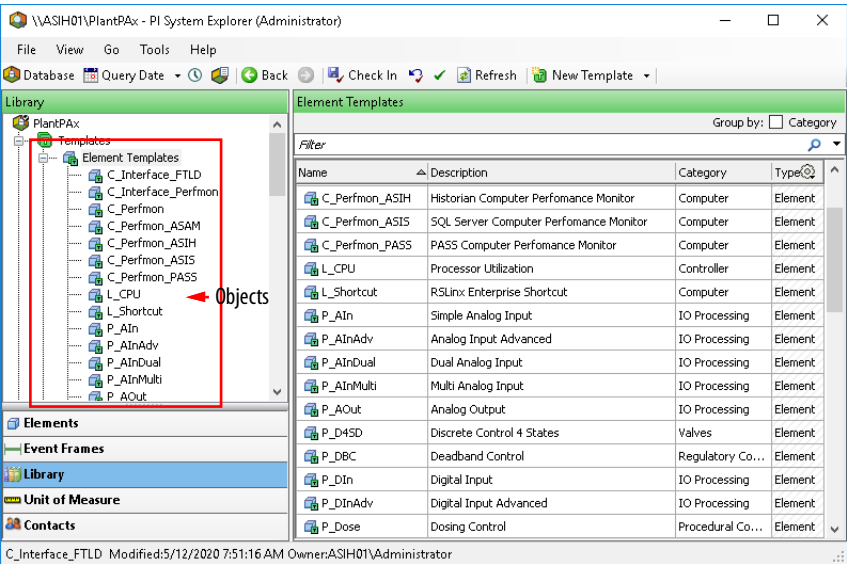 \\ASIH01\PlantPAx - PI System Explorer (Administrator)
File View Go Tools Help
Database Query Date Back Check In Refresh New Template
Library
PlantPAx
Templates
Element Templates
C_Interface_FTLD
C_Interface_Perfmon
C_Perfmon
C_Perfmon_ASAM
C_Perfmon_ASIH
C_Perfmon_ASIS
C_Perfmon_PASS
L_CPU
L_Shortcut
P_AIn
P_AInAdv
P_AInDual
P_AInMulti
P_AOut
Objects
Elements
Event Frames
Library
Unit of Measure
Contacts
Element Templates
Group by: Category
Filter
Name Description Category Type
C_Perfmon_ASIH Historian Computer Perfomance Monitor Computer Element
C_Perfmon_ASIS SQL Server Computer Perfomance Monitor Computer Element
C_Perfmon_PASS PASS Computer Perfomance Monitor Computer Element
L_CPU Processor Utilization Controller Element
L_Shortcut RSLinx Enterprise Shortcut Computer Element
P_AIn Simple Analog Input IO Processing Element
P_AInAdv Analog Input Advanced IO Processing Element
P_AInDual Dual Analog Input IO Processing Element
P_AInMulti Multi Analog Input IO Processing Element
P_AOut Analog Output IO Processing Element
P_D4SD Discrete Control 4 States Valves Element
P_DBC Deadband Control Regulatory Co... Element
P_DIn Digital Input IO Processing Element
P_DInAdv Digital Input Advanced IO Processing Element
P_Dose Dosing Control Procedural Co... Element
C_Interface_FTLD Modified:5/12/2020 7:51:16 AM Owner:ASIH01\Administrator